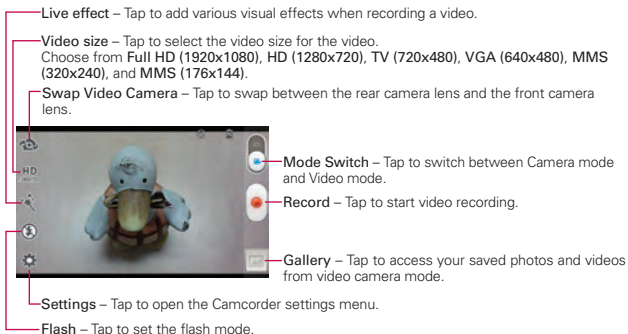 Live effect – Tap to add various visual effects when recording a video.
Video size – Tap to select the video size for the video.
Choose from Full HD (1920x1080), HD (1280x720), TV (720x480), VGA (640x480), MMS
(320x240), and MMS (176x144).
Swap Video Camera – Tap to swap between the rear camera lens and the front camera
lens.
HD
Mode Switch – Tap to switch between Camera mode
and Video mode.
Record – Tap to start video recording.
Gallery – Tap to access your saved photos and videos
from video camera mode.
Settings – Tap to open the Camcorder settings menu.
Flash – Tap to set the flash mode.